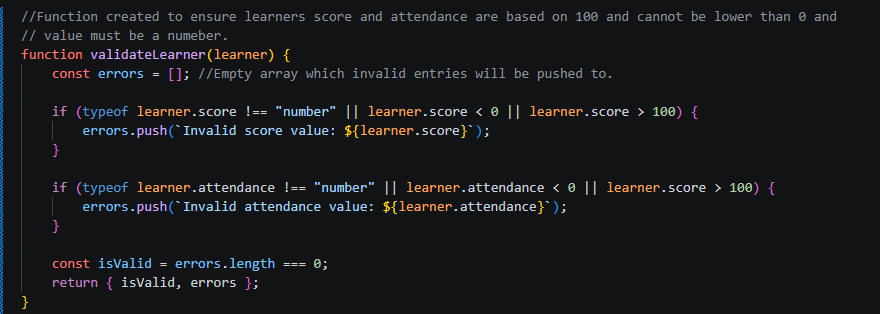 //Function created to ensure learners score and attendance are based on 100 and cannot be lower than 0 and
// value must be a numeber.
function validateLearner(learner) {
const errors = []; //Empty array which invalid entries will be pushed to.
if (typeof learner.score !== "number" || learner.score < 0 || learner.score > 100) {
errors.push(`Invalid score value: ${learner.score}`);
}
if (typeof learner.attendance !== "number" || learner.attendance < 0 || learner.score > 100) {
errors.push(`Invalid attendance value: ${learner.attendance}`);
}
const isValid = errors.length === 0;
return { isValid, errors };
}